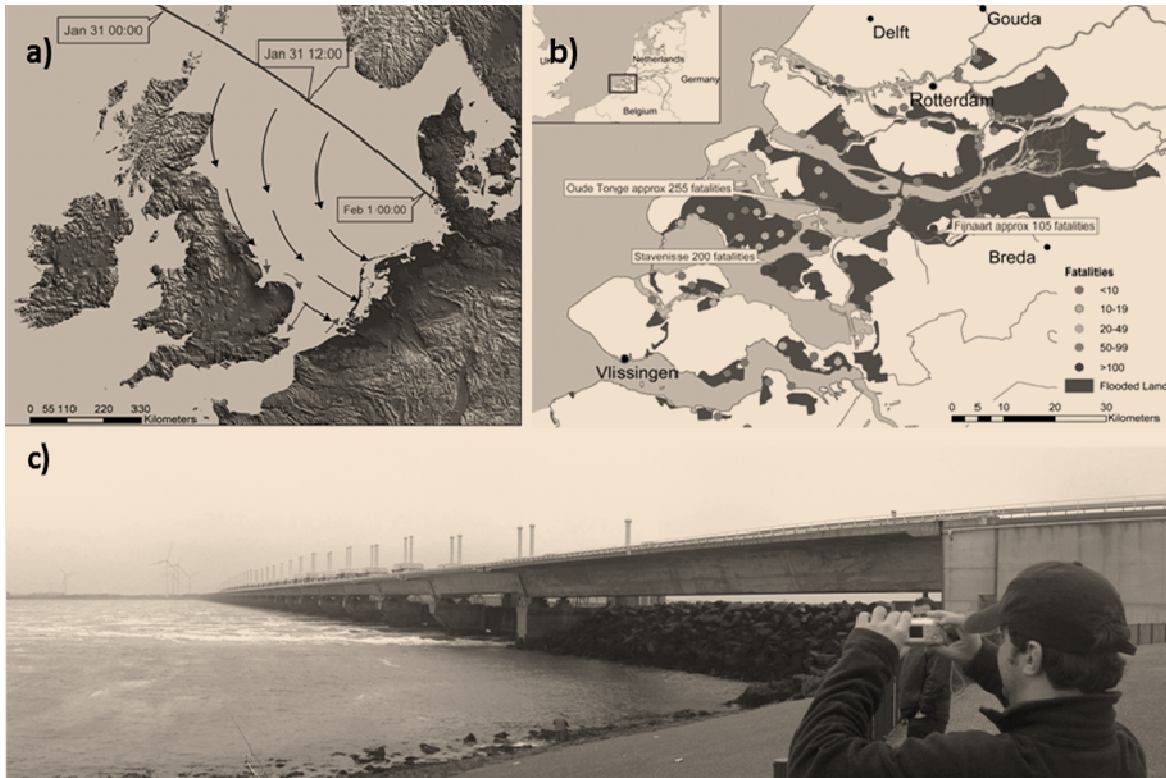 a)
Jan 31 00:00
Jan 31 12:00
Feb 1 00:00
0 55 110 220 330
Kilometers
b)
Netherlands
Germany
Belgium
Delft
Gouda
Rotterdam
Oude Tonge approx 255 fatalities
Fijnaart approx 105 fatalities
Stavenisse 200 fatalities
Breda
Vlissingen
Fatalities
<10
10-19
20-49
50-99
>100
Flooded Land
0 5 10 20 30
Kilometers
c)